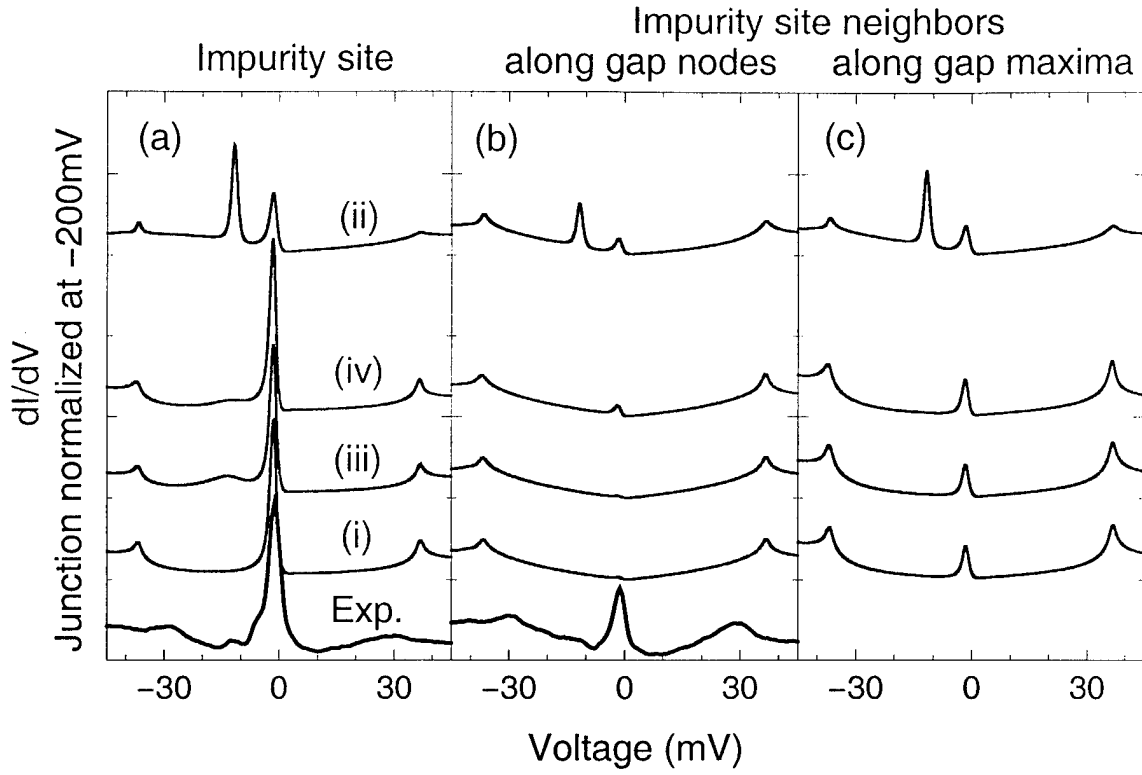 Impurity site neighbors
Impurity site
along gap nodes
along gap maxima
dI/dV
Junction normalized at −200mV
(a)
(b)
(c)
(ii)
(iv)
(iii)
(i)
Exp.
−30 0 30
−30 0 30
−30 0 30
Voltage (mV)